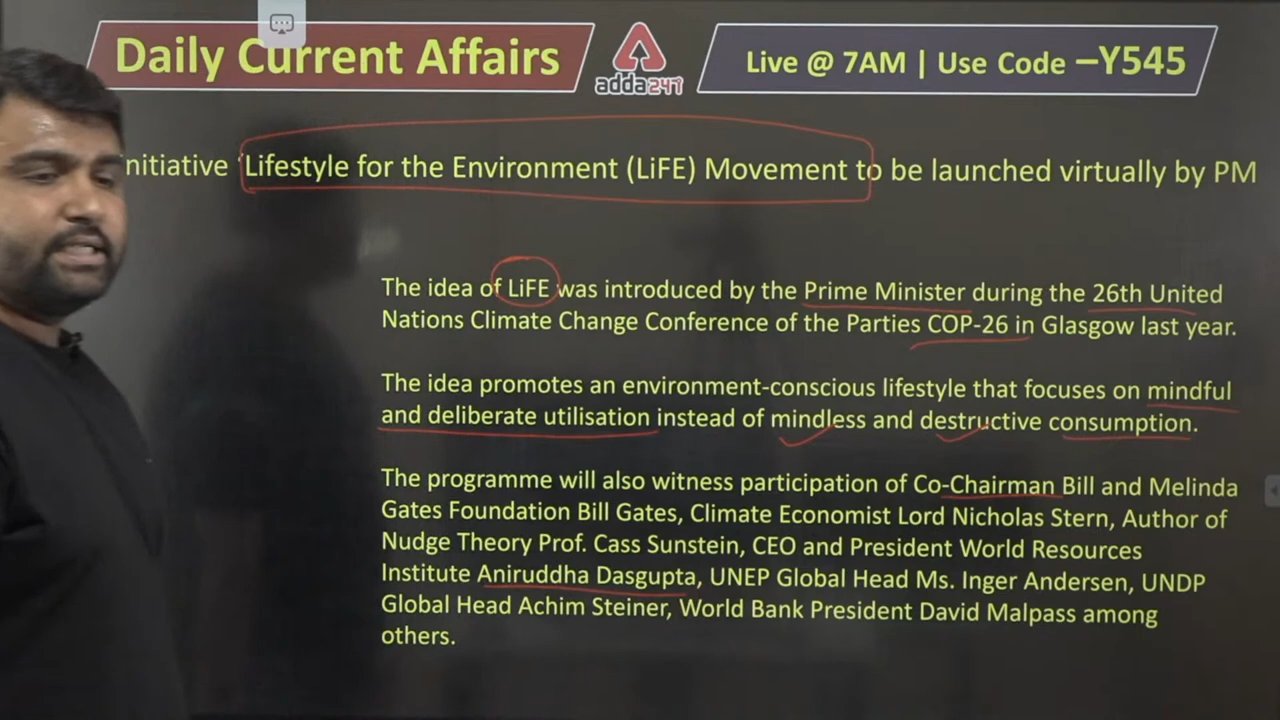 Daily Current Affairs
adda247
Live @ 7AM | Use Code –Y545
nitiative 'Lifestyle for the Environment (LiFE) Movement to be launched virtually by PM
The idea of LiFE was introduced by the Prime Minister during the 26th United
Nations Climate Change Conference of the Parties COP-26 in Glasgow last year.
The idea promotes an environment-conscious lifestyle that focuses on mindful
and deliberate utilisation instead of mindless and destructive consumption.
The programme will also witness participation of Co-Chairman Bill and Melinda
Gates Foundation Bill Gates, Climate Economist Lord Nicholas Stern, Author of
Nudge Theory Prof. Cass Sunstein, CEO and President World Resources
Institute Aniruddha Dasgupta, UNEP Global Head Ms. Inger Andersen, UNDP
Global Head Achim Steiner, World Bank President David Malpass among
others.